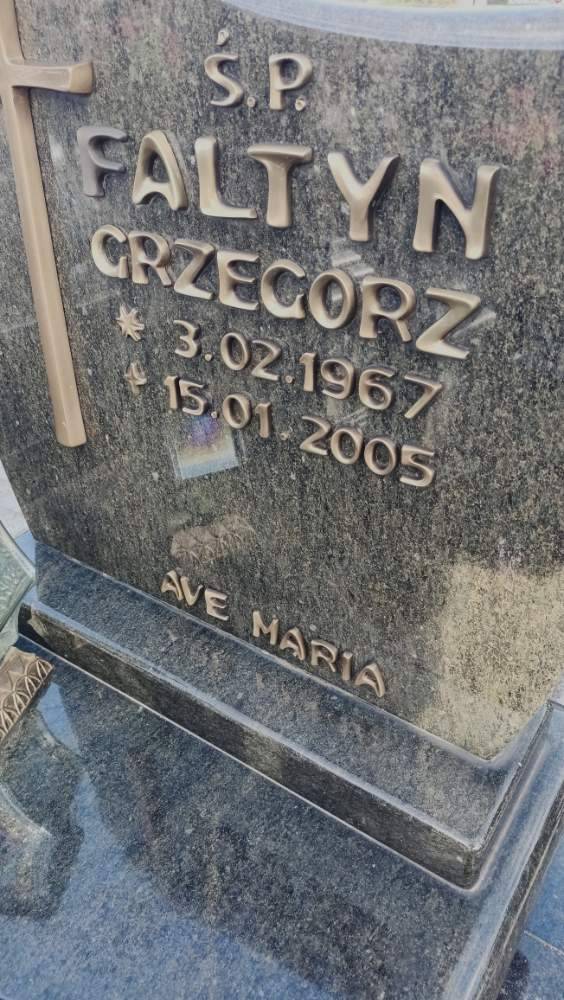 Ś.P.
FALTYN
GRZEGORZ
* 3.02.1967
+ 15.01.2005
AVE MARIA